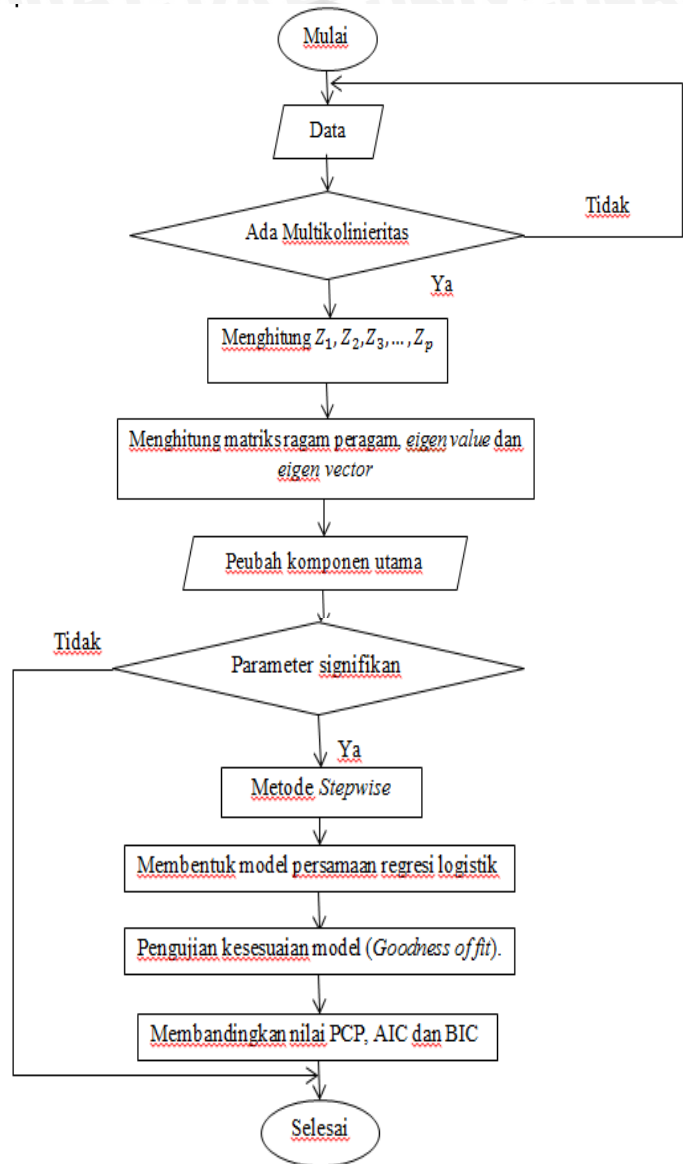 Mulai
Data
Tidak
Ada Multikolinieritas
Ya
Menghitung Z₁, Z₂,Z₃,…,Zₚ
Menghitung matriks ragam peragam, eigen value dan
eigen vector
Peubah komponen utama
Tidak
Parameter signifikan
Ya
Metode Stepwise
Membentuk model persamaan regresi logistik
Pengujian kesesuaian model (Goodness of fit).
Membandingkan nilai PCP, AIC dan BIC
Selesai